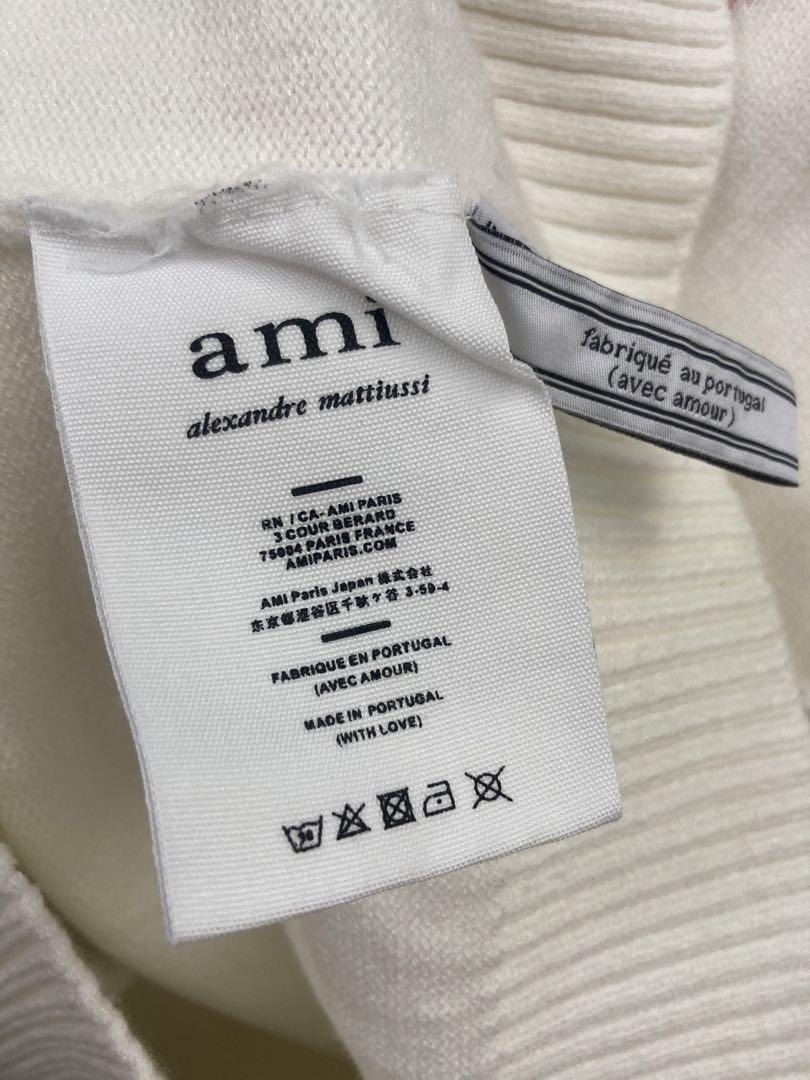 ami
alexandre mattiussi
RN / CA- AMI PARIS
3 COUR BERARD
75004 PARIS FRANCE
AMIPARIS.COM
AMI Paris Japan 株式会社
東京都渋谷区千駄ヶ谷 3-59-4
FABRIQUE EN PORTUGAL
(AVEC AMOUR)
MADE IN PORTUGAL
(WITH LOVE)
30
fabriqué au portugal
(avec amour)